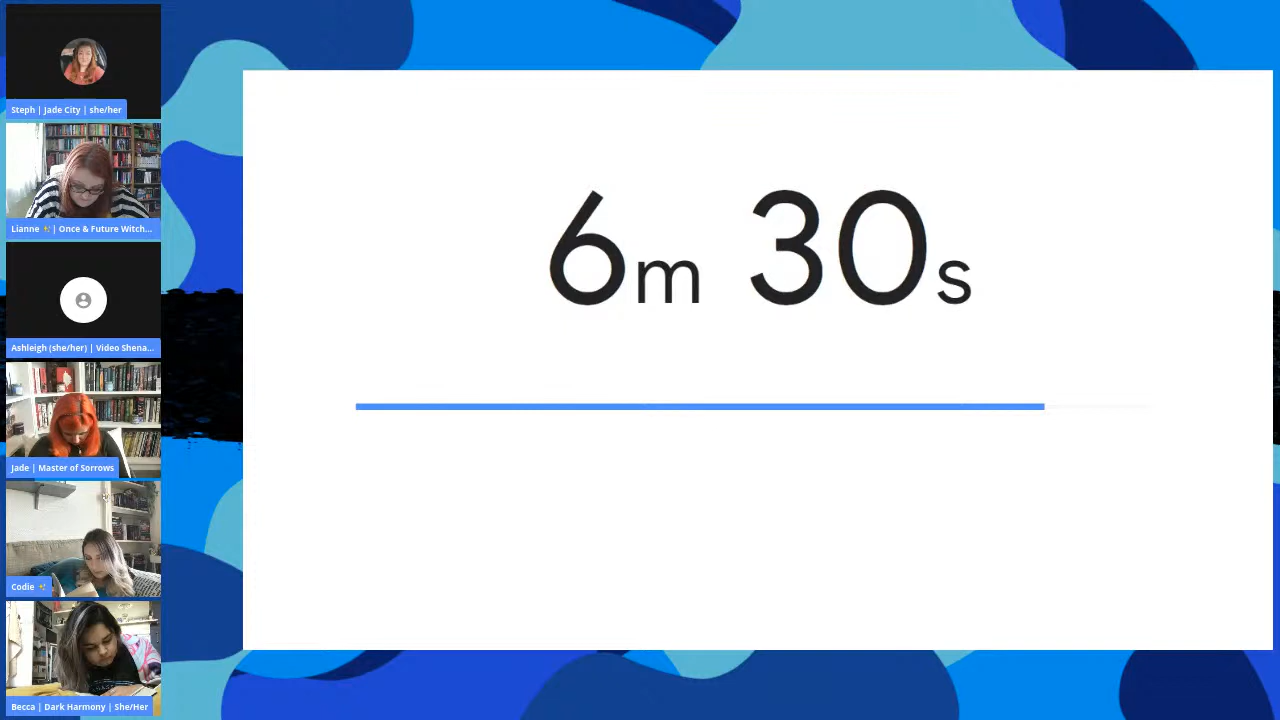 Steph | Jade City | she/her
Lianne ✨ | Once & Future Witch...
Ashleigh (she/her) | Video Shena...
Jade | Master of Sorrows
Codie ✨
Becca | Dark Harmony | She/Her
6m 30s